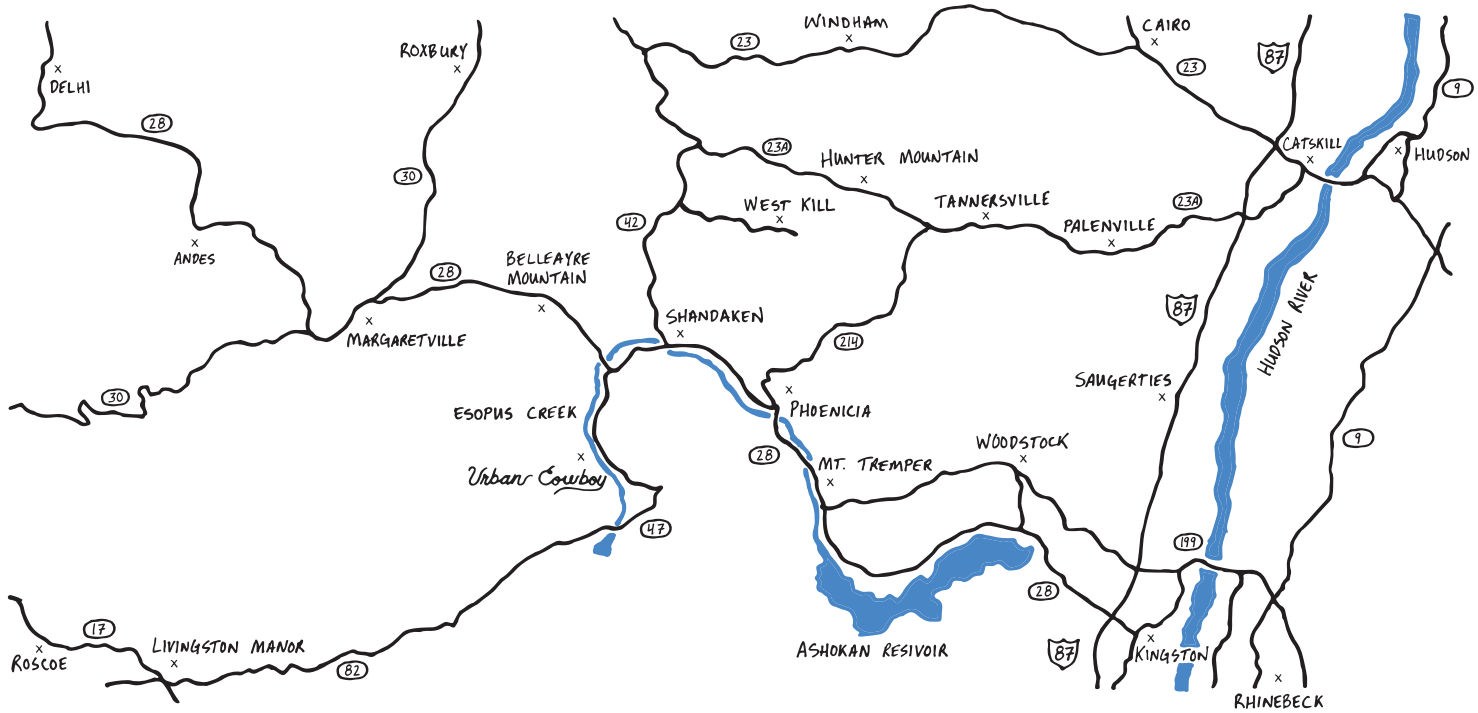 WINDHAM
CAIRO
ROXBURY
23
87
DELHI
23
9
28
CATSKILL
23A
HUNTER MOUNTAIN
HUDSON
30
WEST KILL
TANNERSVILLE
23A
42
PALENVILLE
ANDES
BELLEAYRE
MOUNTAIN
28
HUDSON RIVER
87
SHANDAKEN
MARGARETVILLE
214
SAUGERTIES
30
ESOPUS CREEK
PHOENICIA
WOODSTOCK
9
28
MT. TREMPER
Urban Cowboy
47
199
28
17
LIVINGSTON MANOR
ROSCOE
82
ASHOKAN RESIVOIR
87
KINGSTON
RHINEBECK